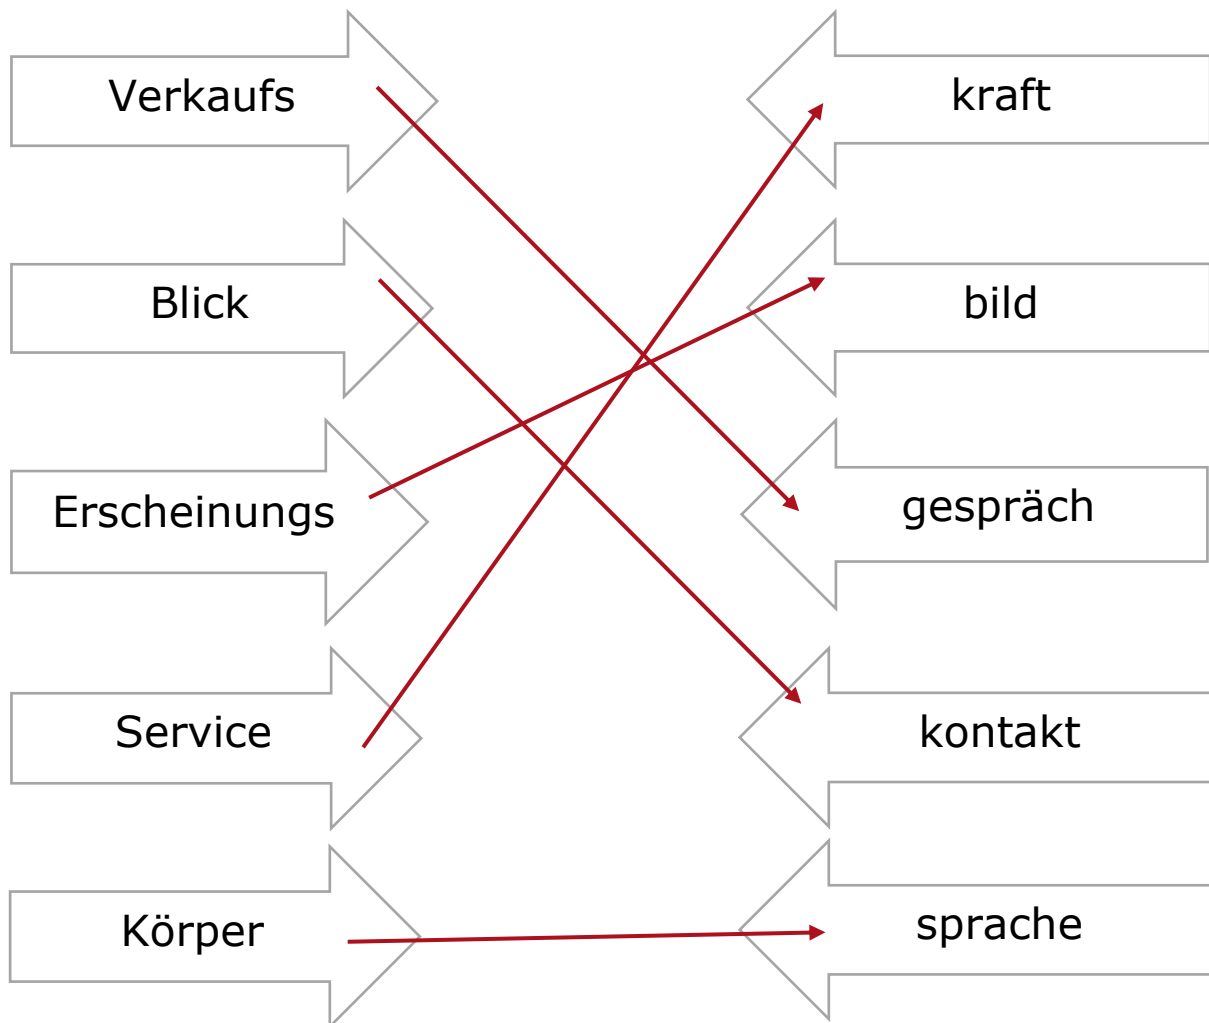 Verkaufs
kraft
Blick
bild
Erscheinungs
gespräch
Service
kontakt
Körper
sprache